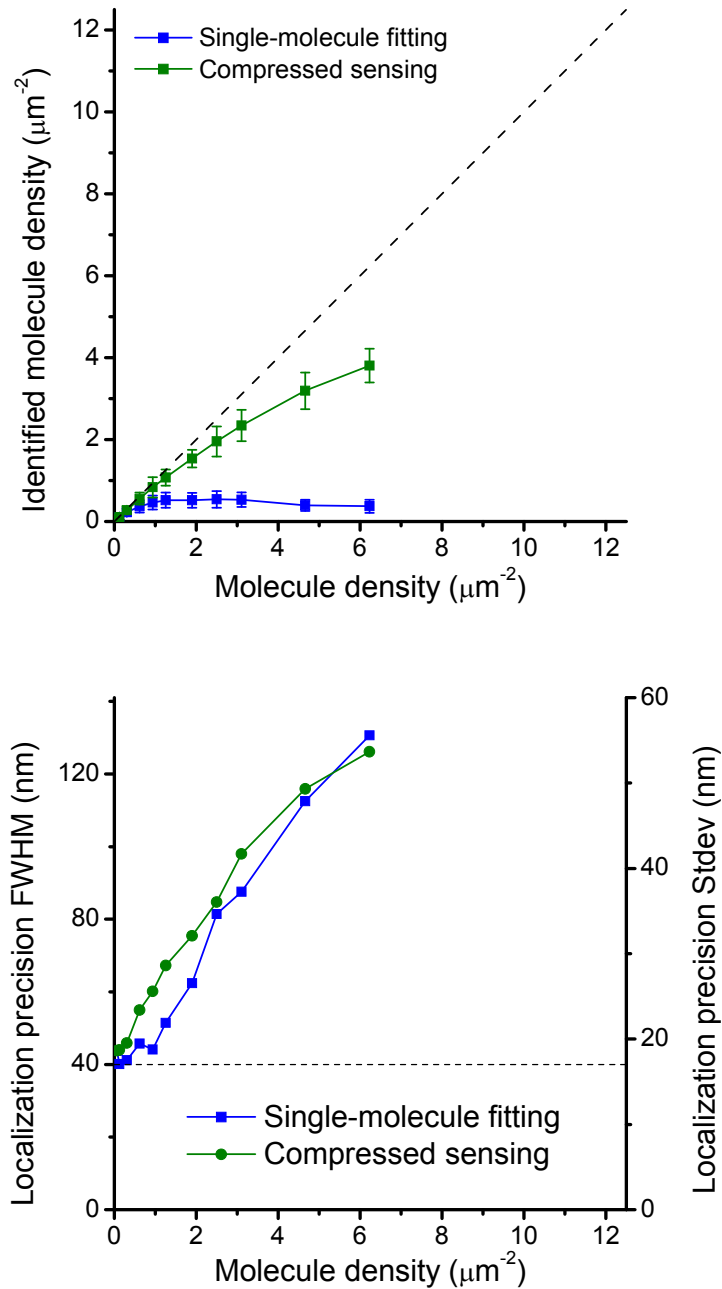 Single-molecule fitting
Compressed sensing
Identified molecule density (μm⁻²)
12
10
8
6
4
2
0
0 2 4 6 8 10 12
Molecule density (μm⁻²)
Localization precision FWHM (nm)
120
80
40
0
60
40
20
0
Localization precision Stdev (nm)
Single-molecule fitting
Compressed sensing
0 2 4 6 8 10 12
Molecule density (μm⁻²)